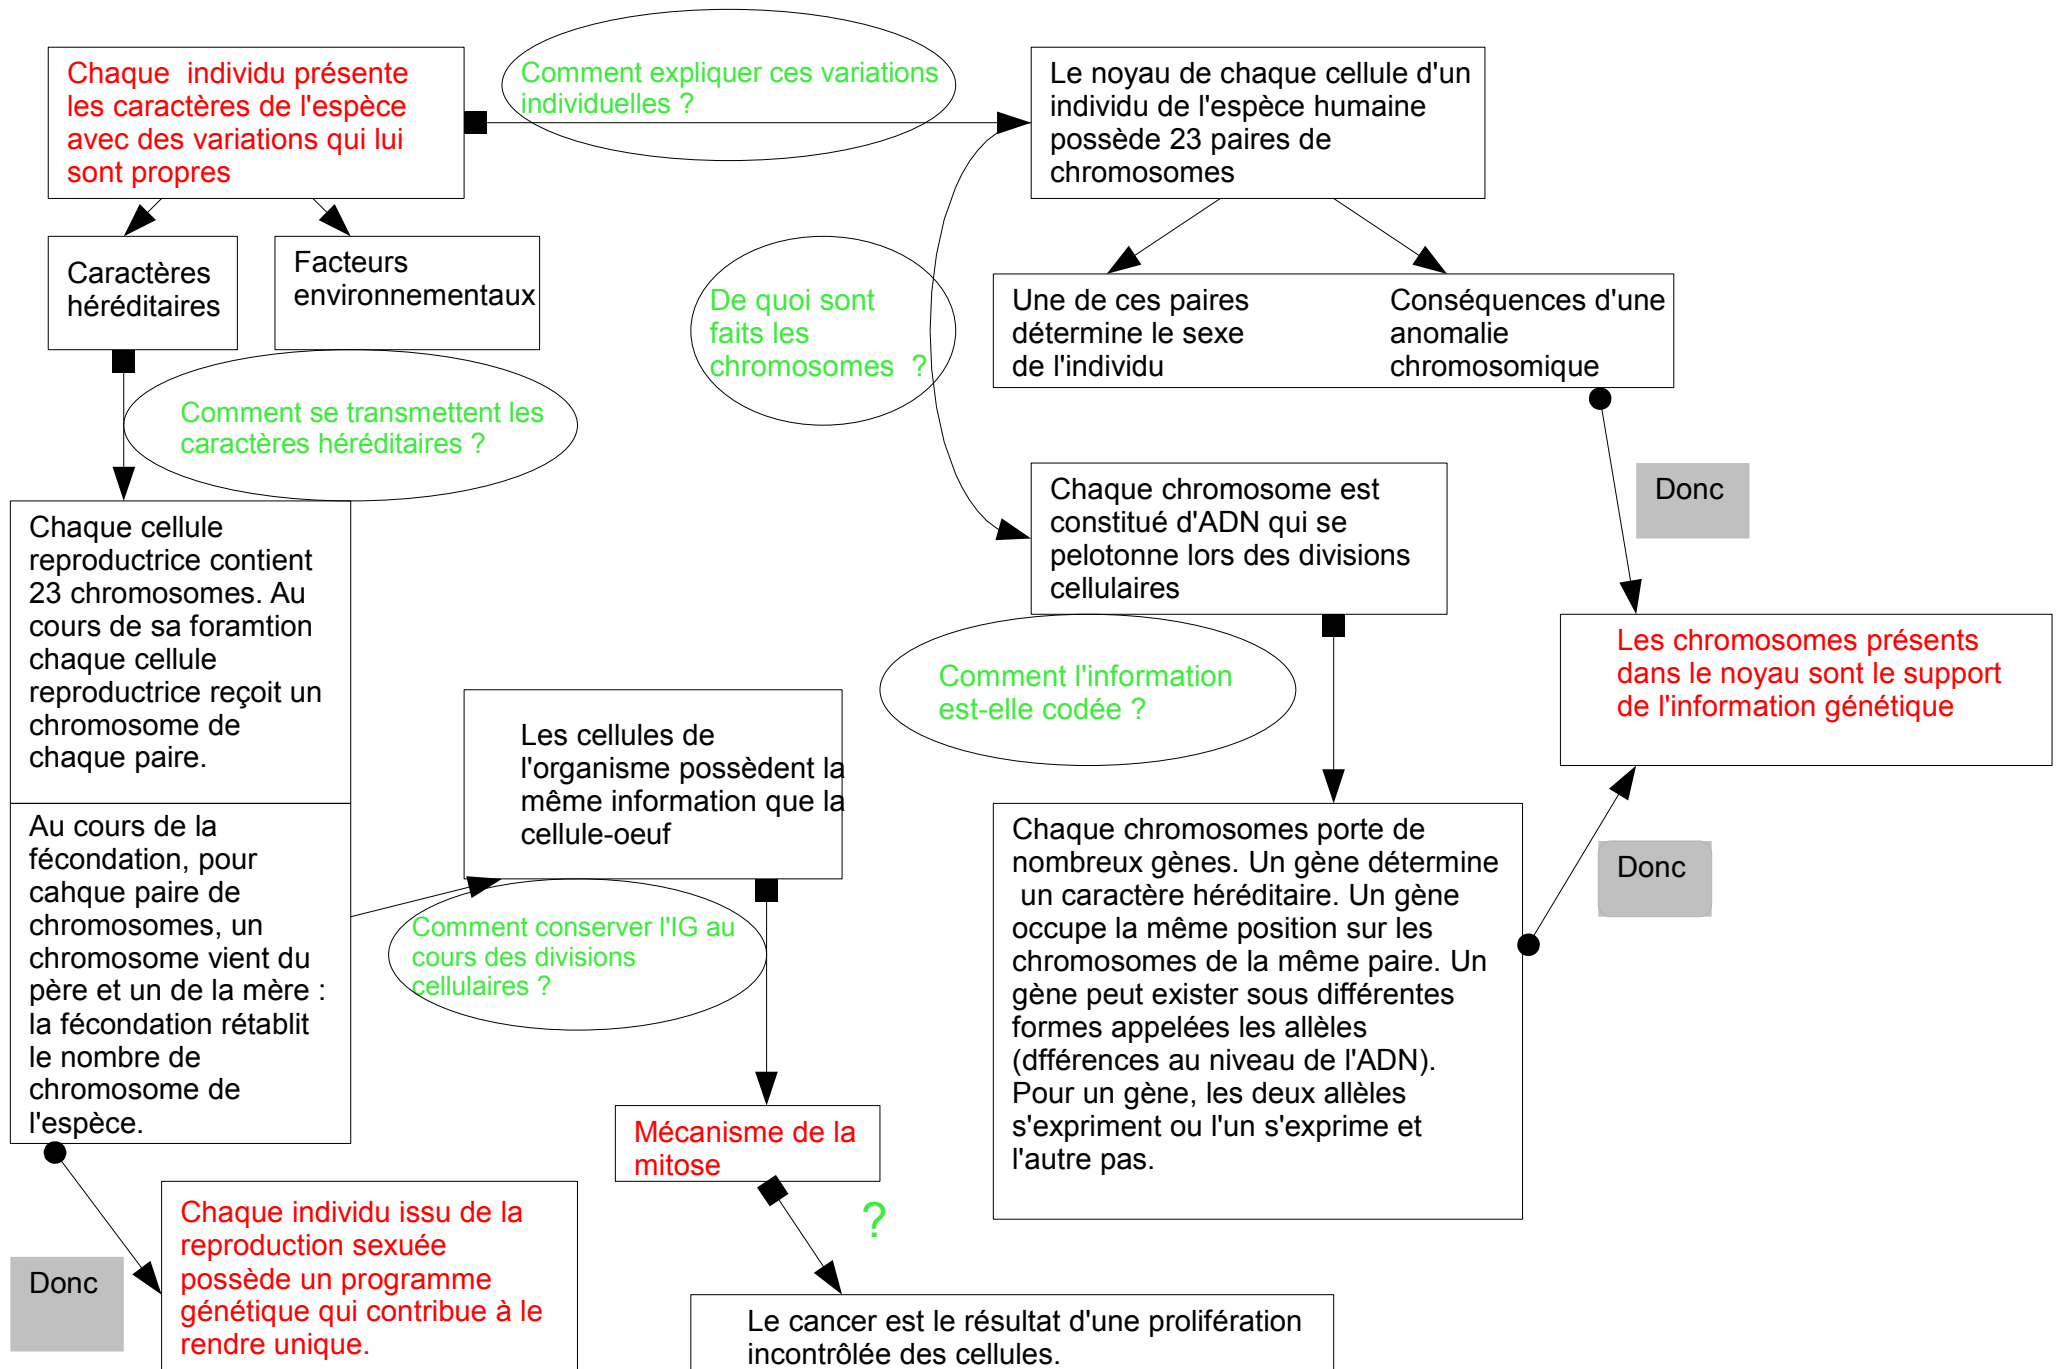 Chaque  individu présente
les caractères de l'espèce
avec des variations qui lui
sont propres
Comment expliquer ces variations
individuelles ?
Le noyau de chaque cellule d'un
individu de l'espèce humaine
possède 23 paires de
chromosomes
Caractères
héréditaires
Facteurs
environnementaux
De quoi sont
faits les
chromosomes  ?
Une de ces paires
détermine le sexe
de l'individu
Conséquences d'une
anomalie
chromosomique
Comment se transmettent les
caractères héréditaires ?
Chaque chromosome est
constitué d'ADN qui se
pelotonne lors des divisions
cellulaires
Donc
Chaque cellule
reproductrice contient
23 chromosomes. Au
cours de sa foramtion
chaque cellule
reproductrice reçoit un
chromosome de
chaque paire.
Les chromosomes présents
dans le noyau sont le support
de l'information génétique
Comment l'information
est-elle codée ?
Les cellules de
l'organisme possèdent la
même information que la
cellule-oeuf
Au cours de la
fécondation, pour
cahque paire de
chromosomes, un
chromosome vient du
père et un de la mère :
la fécondation rétablit
le nombre de
chromosome de
l'espèce.
Comment conserver l'IG au
cours des divisions
cellulaires ?
Chaque chromosomes porte de
nombreux gènes. Un gène détermine
un caractère héréditaire. Un gène
occupe la même position sur les
chromosomes de la même paire. Un
gène peut exister sous différentes
formes appelées les allèles
(dfférences au niveau de l'ADN).
Pour un gène, les deux allèles
s'expriment ou l'un s'exprime et
l'autre pas.
Donc
Mécanisme de la
mitose
?
Donc
Chaque individu issu de la
reproduction sexuée
possède un programme
génétique qui contribue à le
rendre unique.
Le cancer est le résultat d'une prolifération
incontrôlée des cellules.